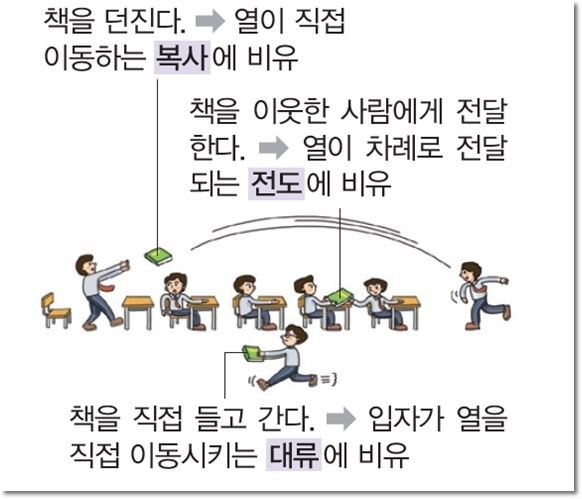 책을 던진다. ➡ 열이 직접
이동하는 복사에 비유
책을 이웃한 사람에게 전달
한다. ➡ 열이 차례로 전달
되는 전도에 비유
책을 직접 들고 간다. ➡ 입자가 열을
직접 이동시키는 대류에 비유